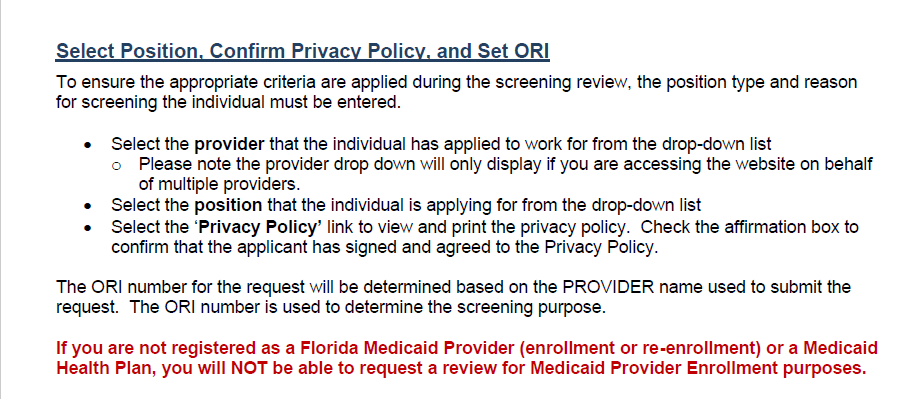 Select Position, Confirm Privacy Policy, and Set ORI
To ensure the appropriate criteria are applied during the screening review, the position type and reason
for screening the individual must be entered.
• Select the provider that the individual has applied to work for from the drop-down list
o Please note the provider drop down will only display if you are accessing the website on behalf
of multiple providers.
• Select the position that the individual is applying for from the drop-down list
• Select the ‘Privacy Policy’ link to view and print the privacy policy.  Check the affirmation box to
confirm that the applicant has signed and agreed to the Privacy Policy.
The ORI number for the request will be determined based on the PROVIDER name used to submit the
request.  The ORI number is used to determine the screening purpose.
If you are not registered as a Florida Medicaid Provider (enrollment or re-enrollment) or a Medicaid
Health Plan, you will NOT be able to request a review for Medicaid Provider Enrollment purposes.